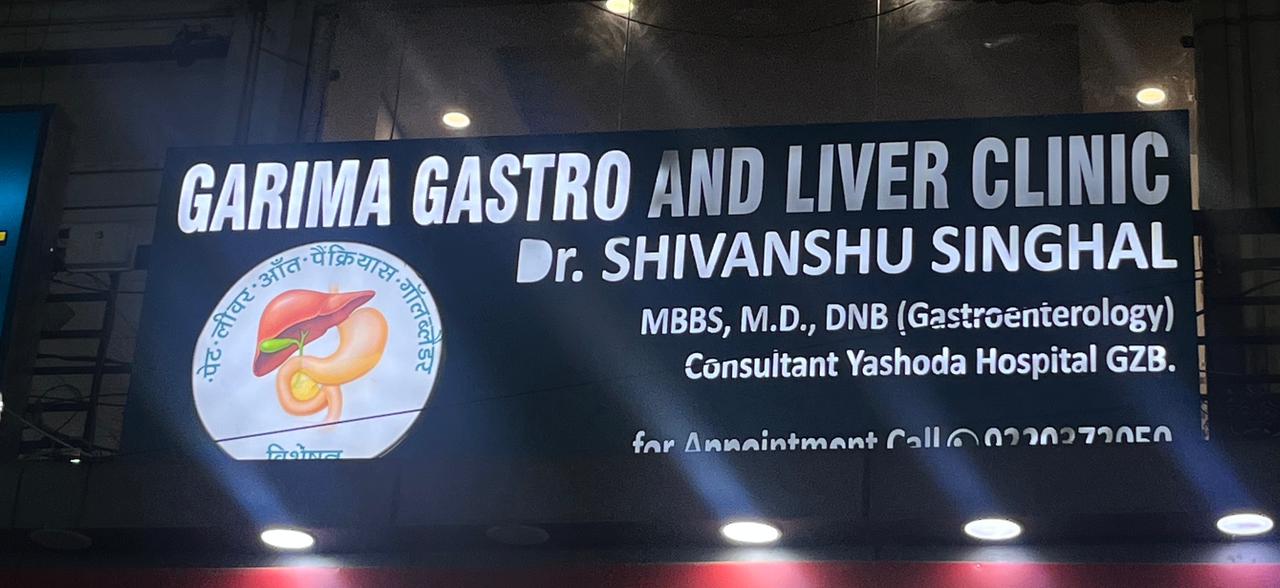 GARIMA GASTRO AND LIVER CLINIC
Dr. SHIVANSHU SINGHAL
MBBS, M.D., DNB (Gastroenterology)
Consultant Yashoda Hospital GZB.
for Appointment Call
·पेट·लीवर·आँत·पैंक्रियास·गॉलब्लैडर